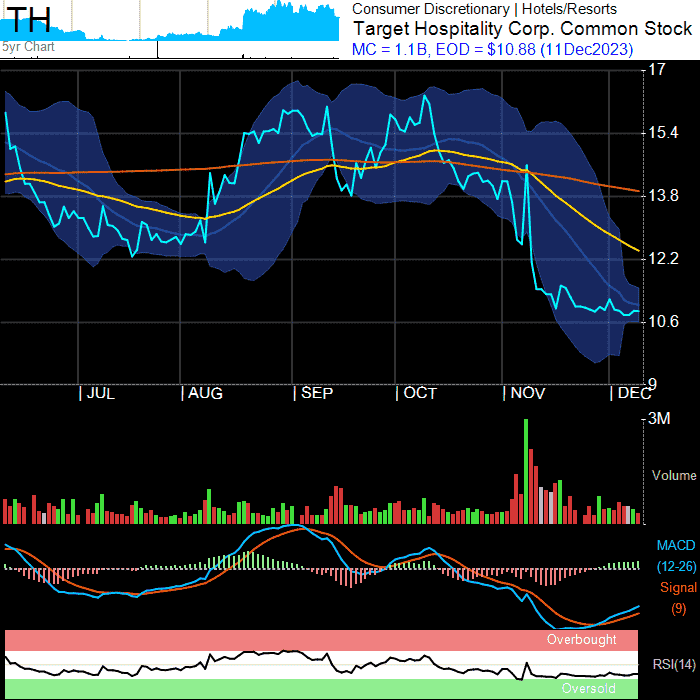 TH
5yr Chart
Consumer Discretionary | Hotels/Resorts
Target Hospitality Corp. Common Stock
MC = 1.1B, EOD = $10.88 (11Dec2023)
17
15.4
13.8
12.2
10.6
9
|JUL |AUG |SEP |OCT |NOV |DEC
3M
Volume
MACD
(12-26)
Signal
(9)
Overbought
RSI(14)
Oversold